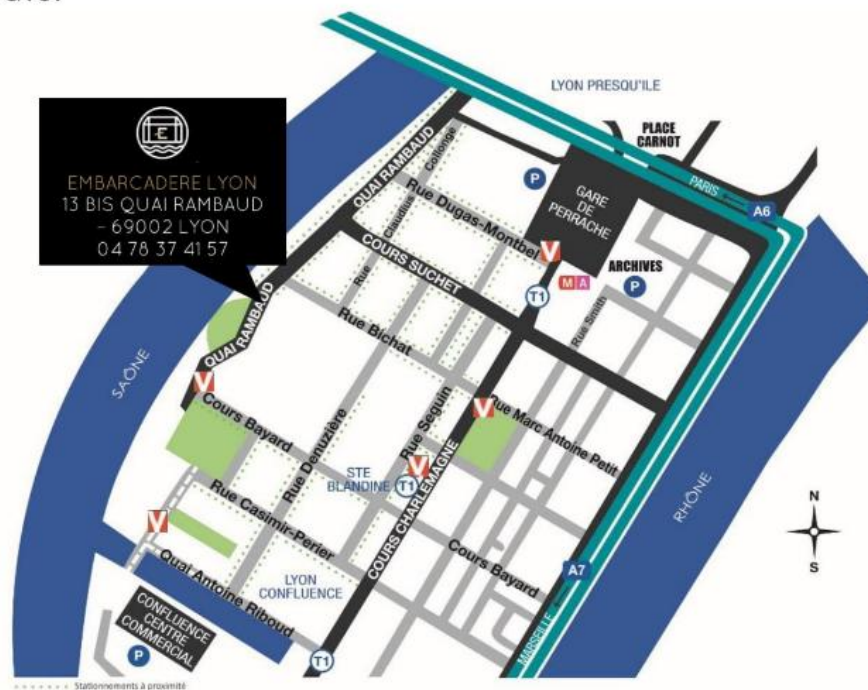 LYON PRESQU'ILE
PLACE
CARNOT
E
EMBARCADERE LYON
13 BIS QUAI RAMBAUD
- 69002 LYON
04 78 37 41 57
QUAI RAMBAUD
Rue Claudius Collonge
Rue Dugas-Montbel
P
GARE
DE
PERRACHE
PARIS
A6
V
M A
ARCHIVES
P
T1
COURS SUCHET
Rue Smith
QUAI RAMBAUD
Rue Bichat
SAÔNE
V
Cours Bayard
Rue Denuzière
Rue Seguin
V
Rue Marc Antoine Petit
V
STE
BLANDINE
T1
COURS CHARLEMAGNE
RHÔNE
N
S
V
Rue Casimir-Perier
Cours Bayard
A7
Quai Antoine Riboud
LYON
CONFLUENCE
MARSEILLE
CONFLUENCE
CENTRE
COMMERCIAL
P
T1
Stationnements à proximité